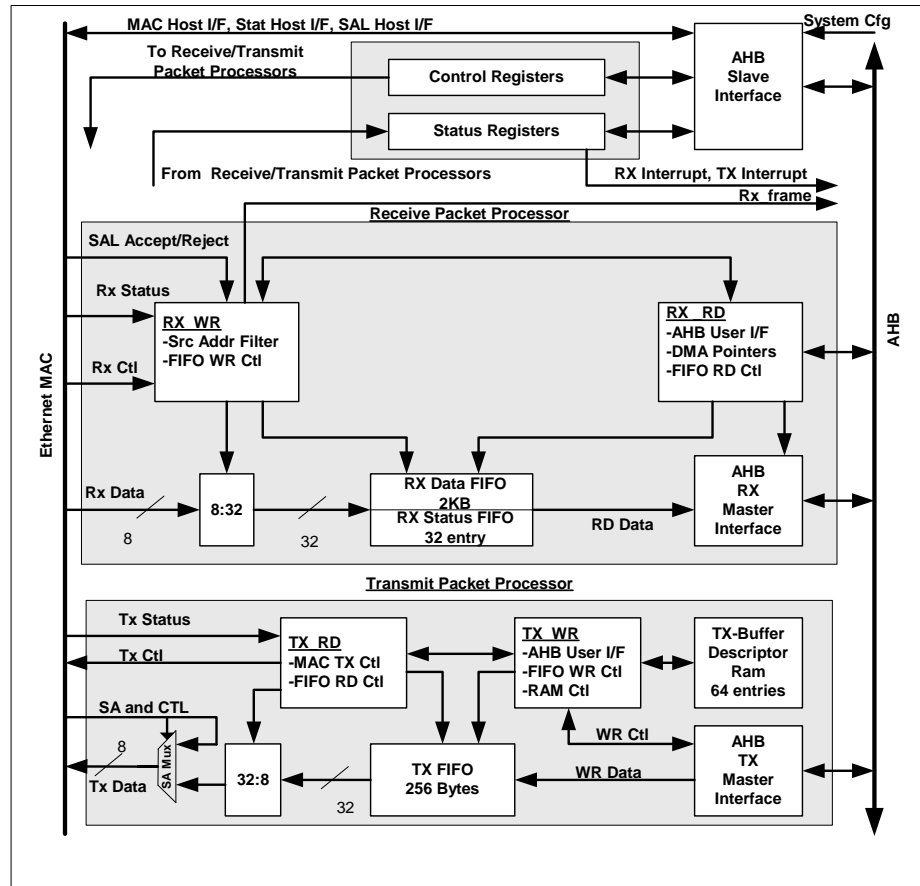 MAC Host I/F, Stat Host I/F, SAL Host I/F
System Cfg
To Receive/Transmit
Packet Processors
Control Registers
Status Registers
AHB
Slave
Interface
From Receive/Transmit Packet Processors
RX Interrupt, TX Interrupt
Rx_frame
Receive Packet Processor
SAL Accept/Reject
Rx Status
Rx Ctl
RX_WR
-Src Addr Filter
-FIFO WR Ctl
RX_RD
-AHB User I/F
-DMA Pointers
-FIFO RD Ctl
Ethernet MAC
AHB
Rx Data
8
8:32
32
RX Data FIFO
2KB
RX Status FIFO
32 entry
RD Data
AHB
RX
Master
Interface
Transmit Packet Processor
Tx Status
Tx Ctl
TX_RD
-MAC TX Ctl
-FIFO RD Ctl
TX_WR
-AHB User I/F
-FIFO WR Ctl
-RAM Ctl
TX-Buffer
Descriptor
Ram
64 entries
SA and CTL
8
Tx Data
SA Mux
32:8
32
TX FIFO
256 Bytes
WR Ctl
WR Data
AHB
TX
Master
Interface